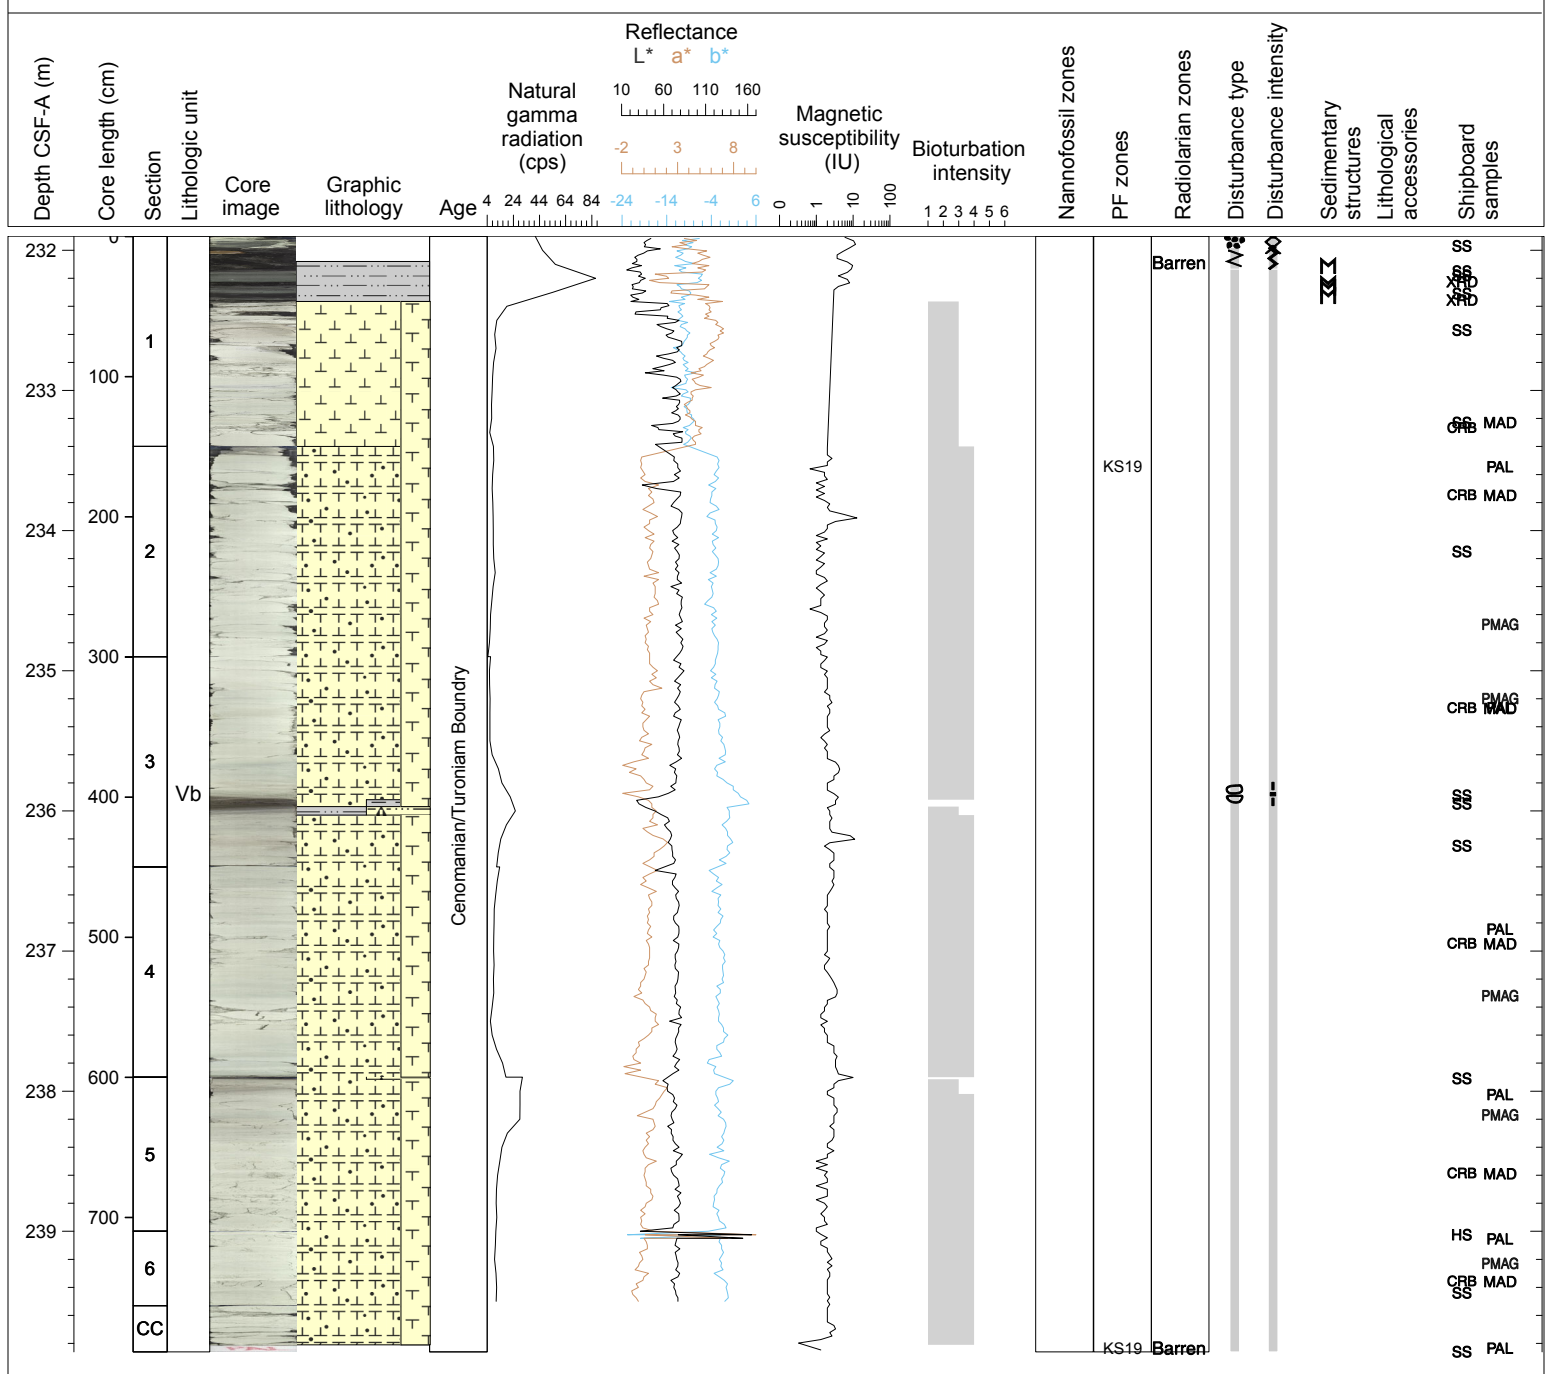 Depth CSF-A (m)
Core length (cm)
Section
Lithologic unit
Core image
Graphic lithology
Age
Natural gamma radiation (cps)
4 24 44 64 84
Reflectance
L* a* b*
10 60 110 160
-2 3 8
-24 -14 -4 6
Magnetic susceptibility (IU)
0 1 10 100
Bioturbation intensity
1 2 3 4 5 6
Nannofossil zones
PF zones
Radiolarian zones
Disturbance type
Disturbance intensity
Sedimentary structures
Lithological accessories
Shipboard samples
232
233
234
235
236
237
238
239
0
100
200
300
400
500
600
700
1
2
3
4
5
6
CC
Vb
Cenomanian/Turoniam Boundry
KS19
KS19
Barren
Barren
SS
SS
XRD
SS
XRD
SS
SS MAD
CRB
PAL
CRB MAD
SS
PMAG
PMAG
CRB MAD
SS
SS
SS
PAL
CRB MAD
PMAG
SS
PAL
PMAG
CRB MAD
HS PAL
PMAG
CRB MAD
SS
SS PAL